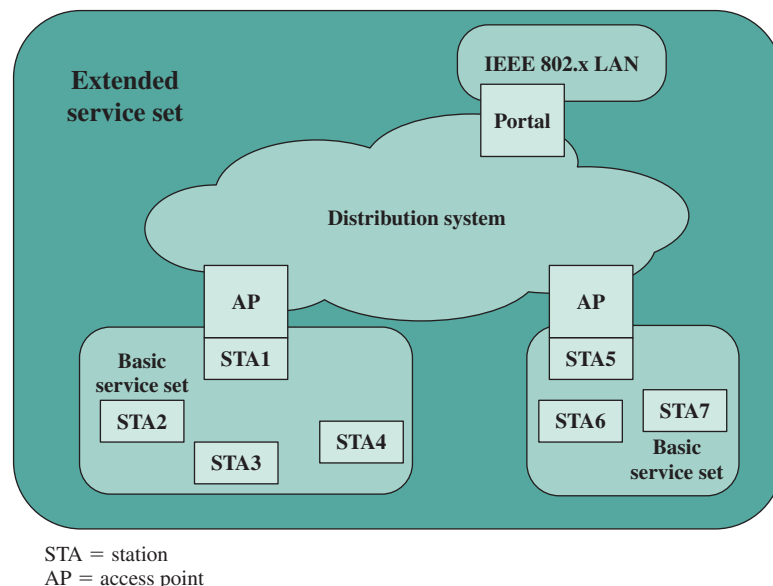 Extended
service set
IEEE 802.x LAN
Portal
Distribution system
AP
AP
STA1
STA5
Basic
service set
STA2
STA3
STA4
STA6
STA7
Basic
service set
STA = station
AP = access point